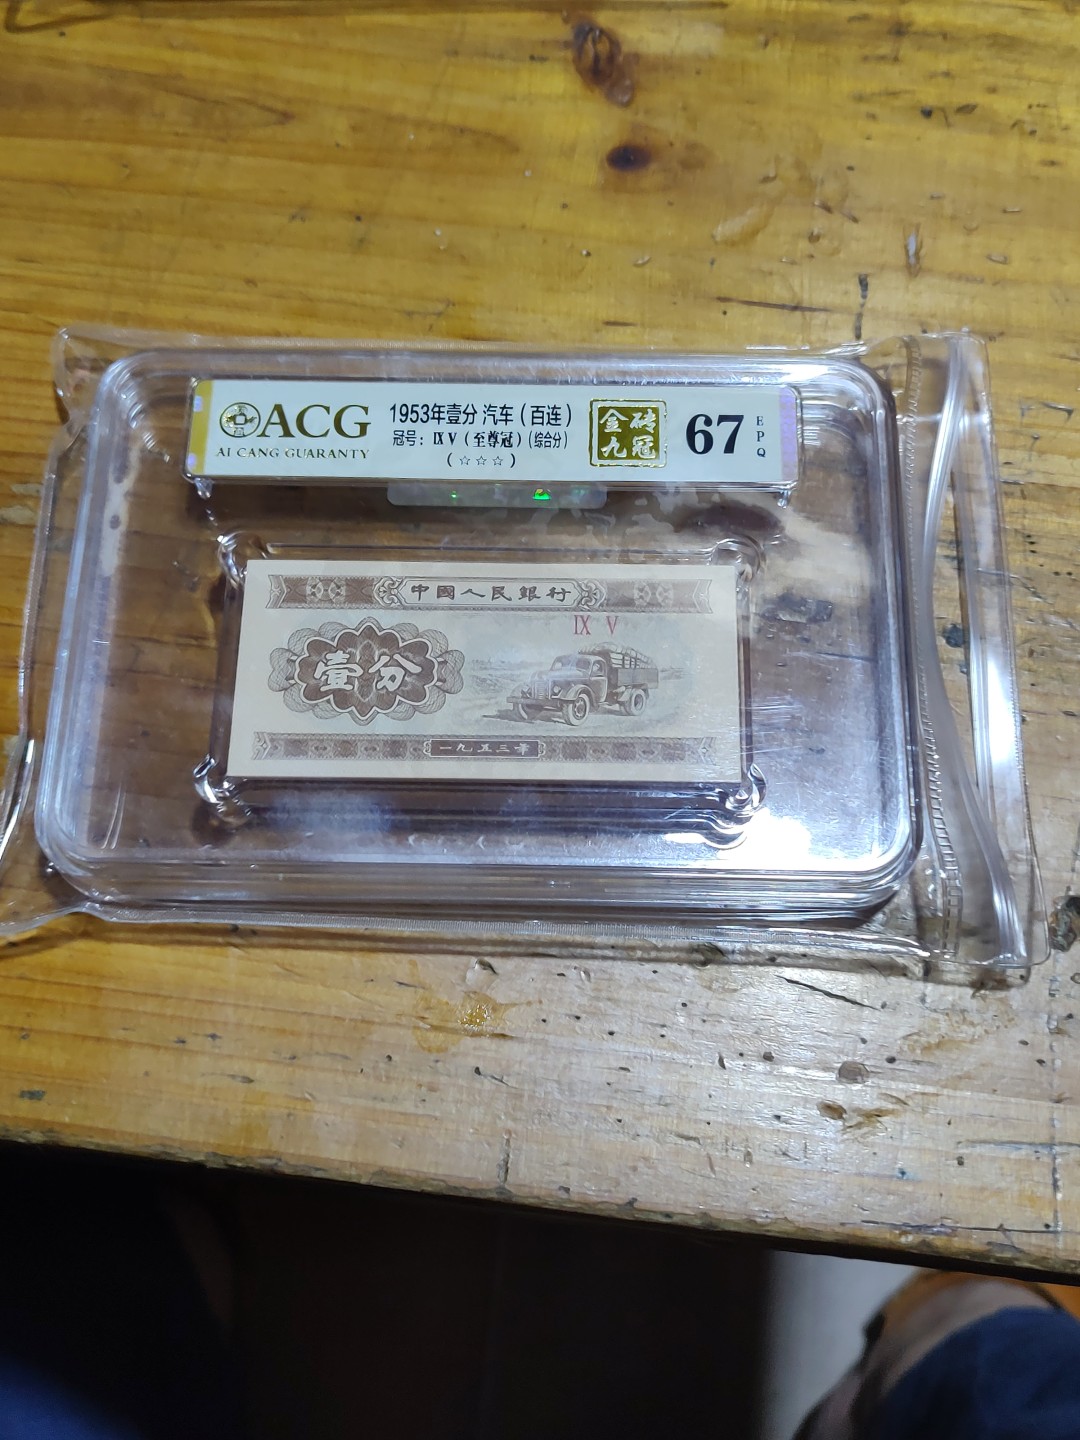 ACG
AI CANG GUARANTY
1953年壹分 汽车（百连）
冠号：ⅨⅤ（至尊冠）（综合分）
（☆☆☆）
金砖
九冠
67
EPQ
中國人民銀行
Ⅸ Ⅴ
壹分
一九五三年